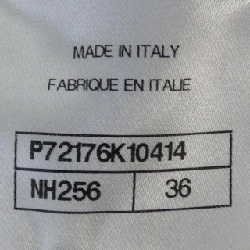 MADE IN ITALY
FABRIQUE EN ITALIE
P72176K10414
NH256 36